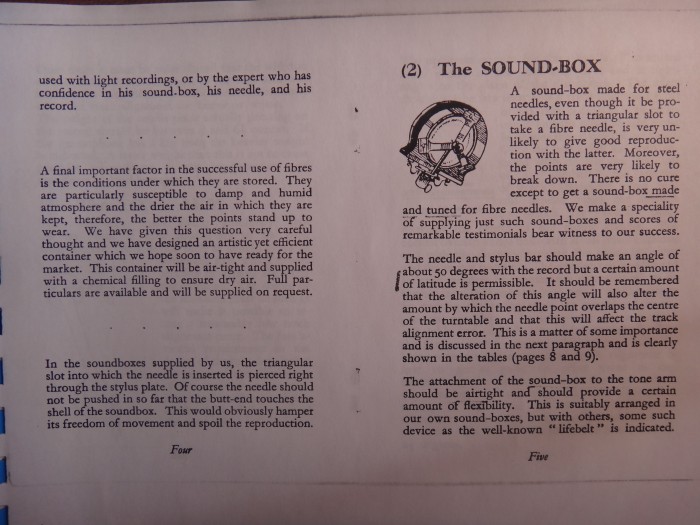 used with light recordings, or by the expert who has
confidence in his sound-box, his needle, and his
record.
. . . . .
A final important factor in the successful use of fibres
is the conditions under which they are stored. They
are particularly susceptible to damp and humid
atmosphere and the drier the air in which they are
kept, therefore, the better the points stand up to
wear. We have given this question very careful
thought and we have designed an artistic yet efficient
container which we hope soon to have ready for the
market. This container will be air-tight and supplied
with a chemical filling to ensure dry air. Full par-
ticulars are available and will be supplied on request.
. . . . .
In the soundboxes supplied by us, the triangular
slot into which the needle is inserted is pierced right
through the stylus plate. Of course the needle should
not be pushed in so far that the butt-end touches the
shell of the soundbox. This would obviously hamper
its freedom of movement and spoil the reproduction.
Four
(2) The SOUND-BOX
A sound-box made for steel
needles, even though it be pro-
vided with a triangular slot to
take a fibre needle, is very un-
likely to give good reproduc-
tion with the latter. Moreover,
the points are very likely to
break down. There is no cure
except to get a sound-box made
and tuned for fibre needles. We make a speciality
of supplying just such sound-boxes and scores of
remarkable testimonials bear witness to our success.
The needle and stylus bar should make an angle of
about 50 degrees with the record but a certain amount
of latitude is permissible. It should be remembered
that the alteration of this angle will also alter the
amount by which the needle point overlaps the centre
of the turntable and that this will affect the track
alignment error. This is a matter of some importance
and is discussed in the next paragraph and is clearly
shown in the tables (pages 8 and 9).
The attachment of the sound-box to the tone arm
should be airtight and should provide a certain
amount of flexibility. This is suitably arranged in
our own sound-boxes, but with others, some such
device as the well-known "lifebelt" is indicated.
Five